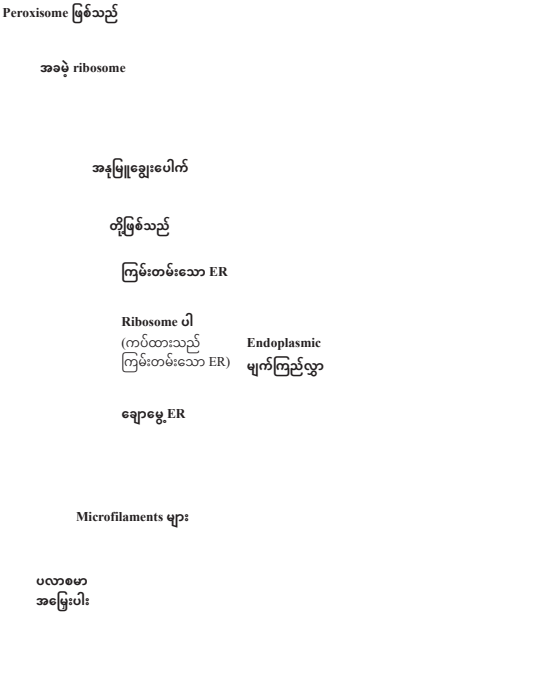 Peroxisome ဖြစ်သည်
အခမဲ့ ribosome
အနုမြူချွေးပေါက်
တို့ဖြစ်သည်
ကြမ်းတမ်းသော ER
Ribosome ပါ
(ကပ်ထားသည်
ကြမ်းတမ်းသော ER)
Endoplasmic
မျက်ကြည်လွှာ
ချောမွေ့ ER
Microfilaments များ
ပလာစမာ
အမြှေးပါး